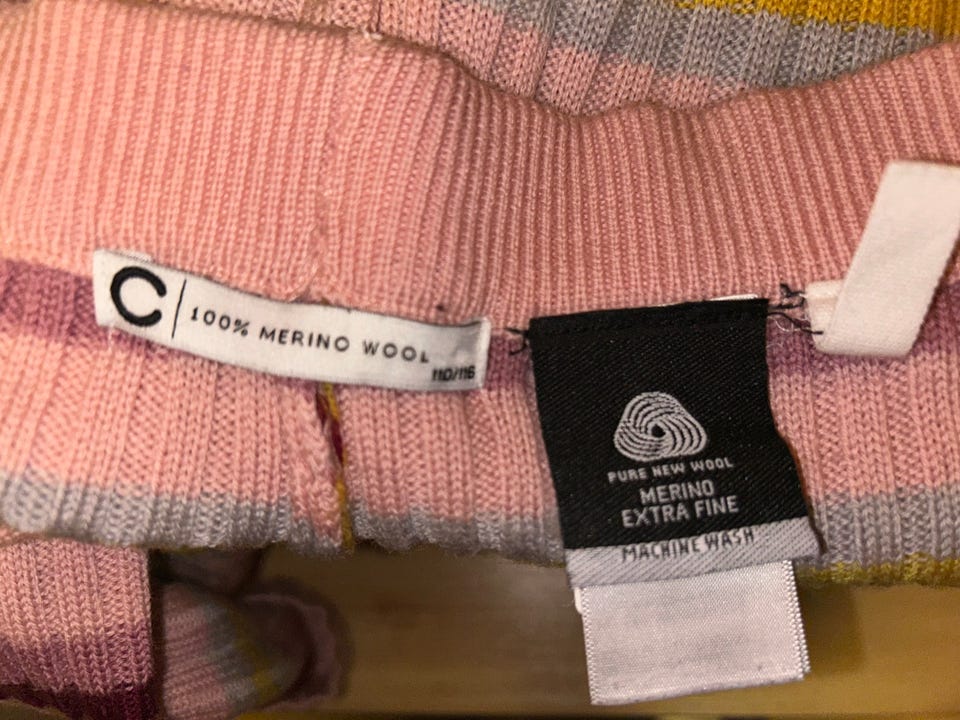 C 100% MERINO WOOL
110/116
PURE NEW WOOL
MERINO
EXTRA FINE
MACHINE WASH